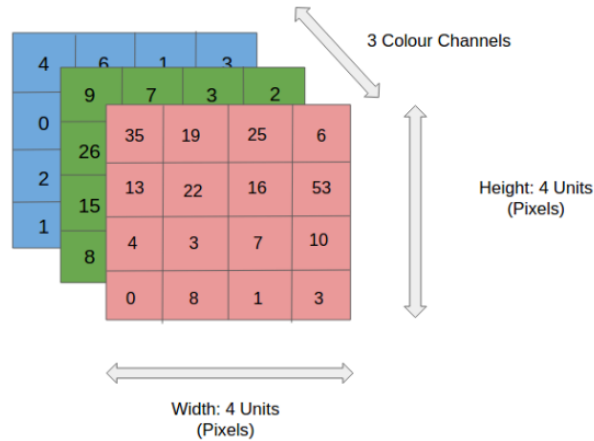 3 Colour Channels
4 6 1 3
9 7 3 2
35 19 25 6
0
26
13 22 16 53
Height: 4 Units
(Pixels)
2
15
4 3 7 10
1
8
0 8 1 3
Width: 4 Units
(Pixels)